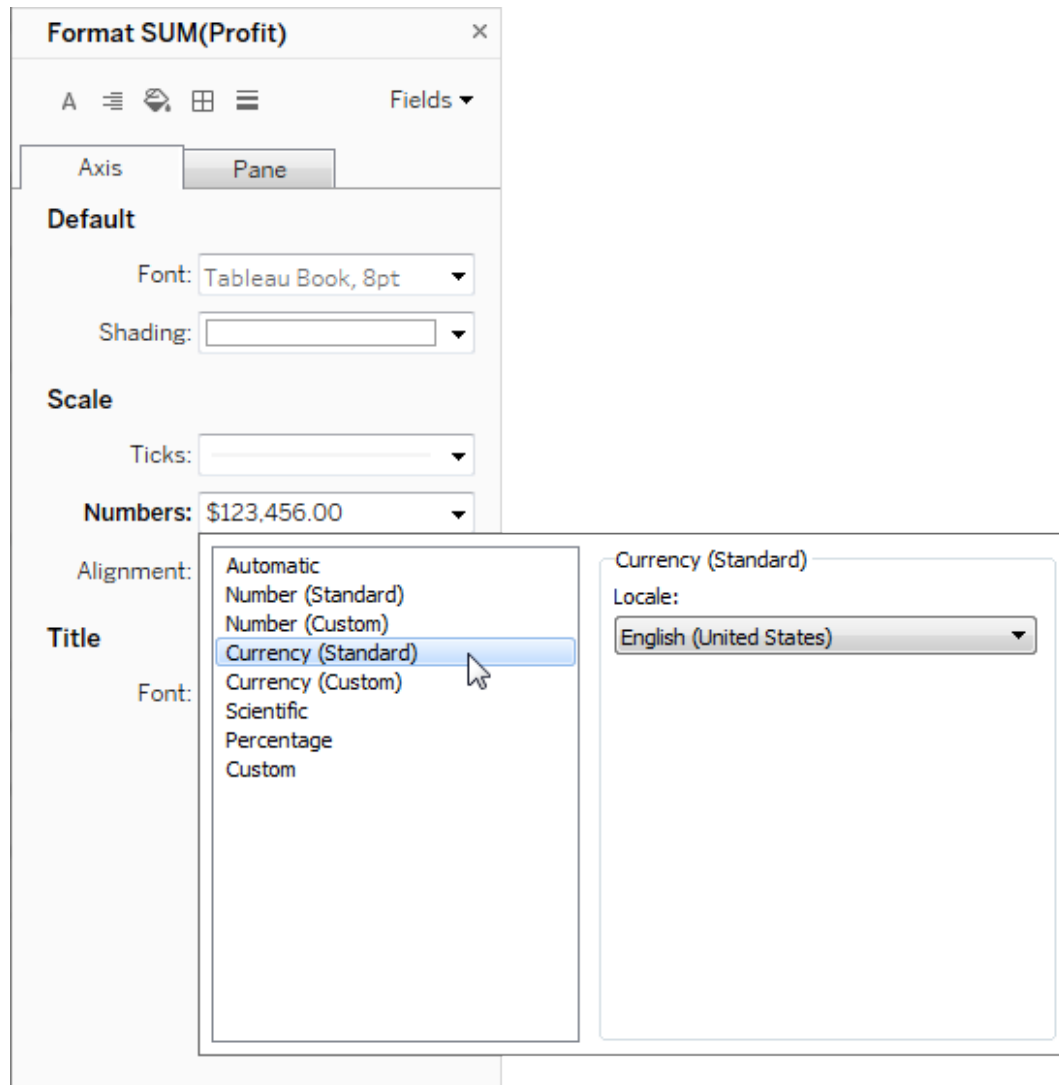 Format SUM(Profit) ×
A Fields
Axis Pane
Default
Font: Tableau Book, 8pt
Shading:
Scale
Ticks:
Numbers: $123,456.00
Alignment:
Title
Font:
Automatic
Number (Standard)
Number (Custom)
Currency (Standard)
Currency (Custom)
Scientific
Percentage
Custom
Currency (Standard)
Locale:
English (United States)